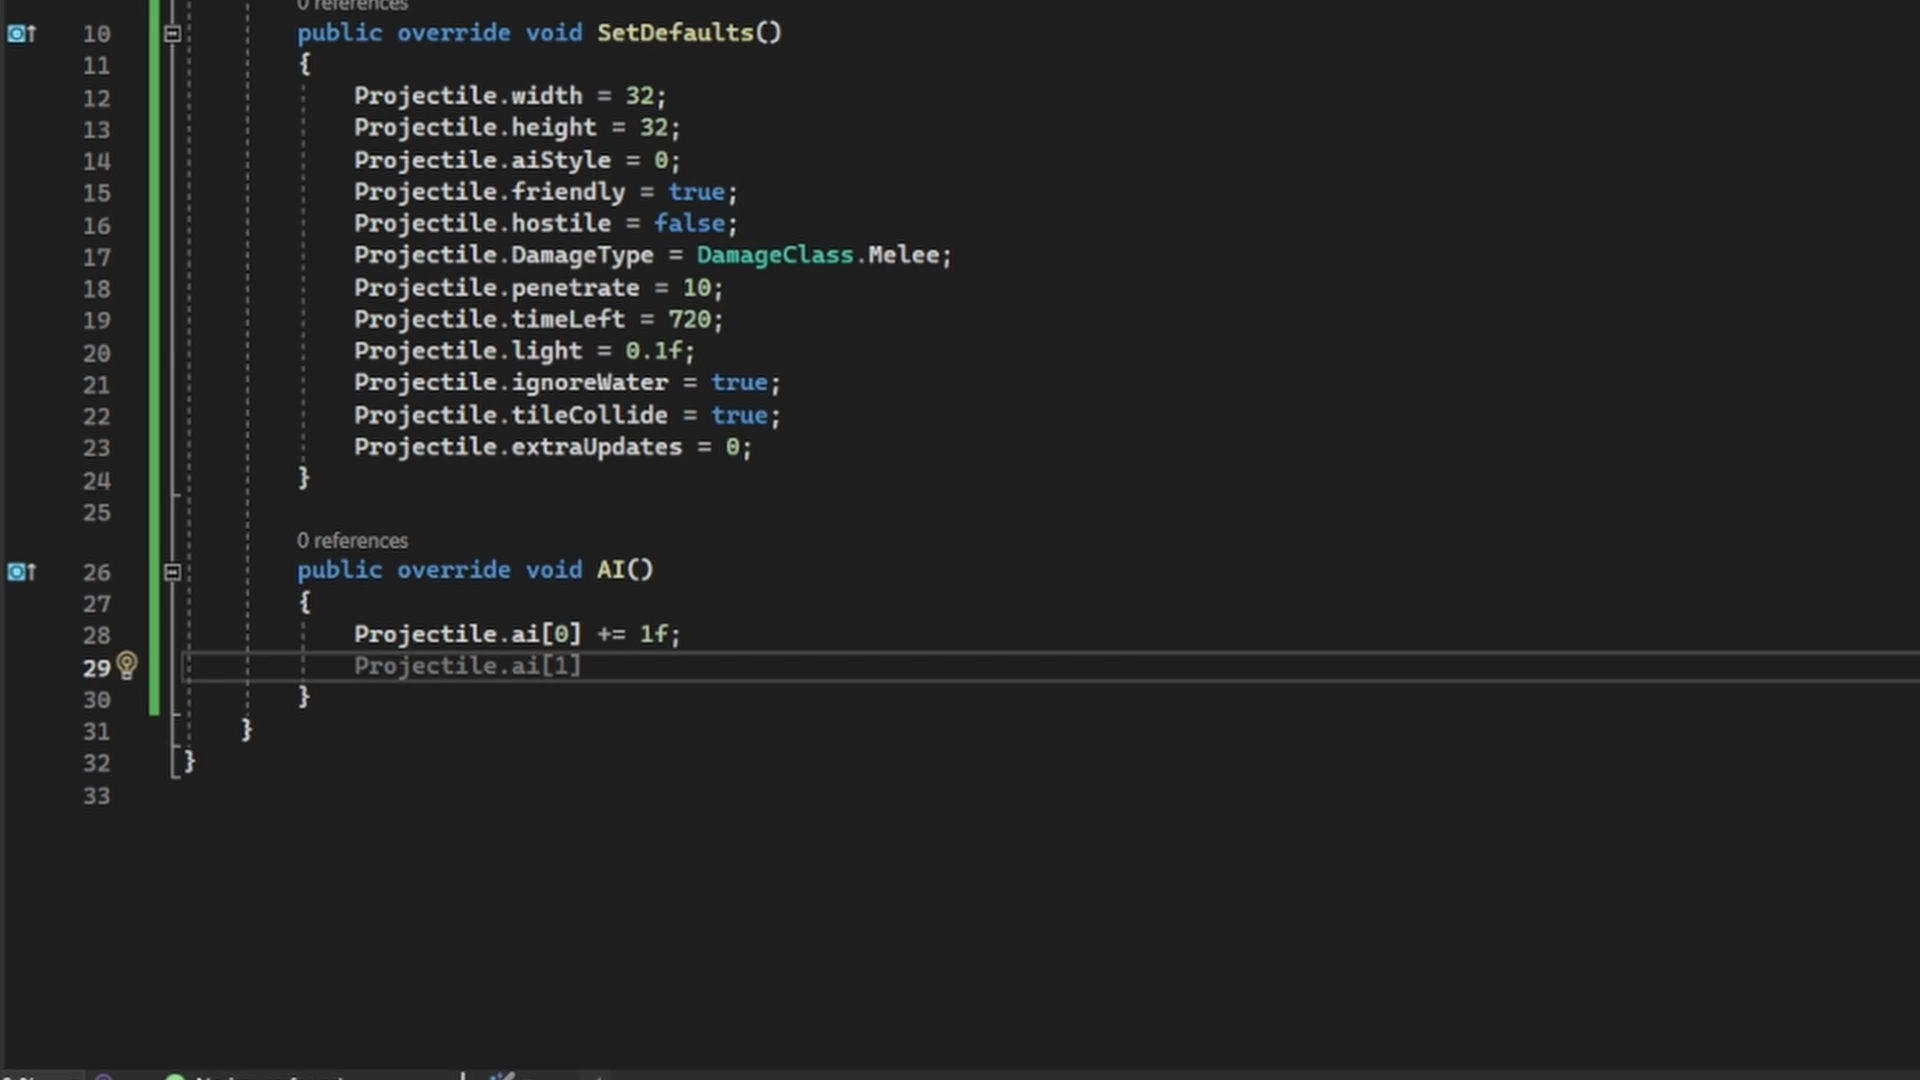 0 references
10 public override void SetDefaults()
11 {
12 Projectile.width = 32;
13 Projectile.height = 32;
14 Projectile.aiStyle = 0;
15 Projectile.friendly = true;
16 Projectile.hostile = false;
17 Projectile.DamageType = DamageClass.Melee;
18 Projectile.penetrate = 10;
19 Projectile.timeLeft = 720;
20 Projectile.light = 0.1f;
21 Projectile.ignoreWater = true;
22 Projectile.tileCollide = true;
23 Projectile.extraUpdates = 0;
24 }
25
0 references
26 public override void AI()
27 {
28 Projectile.ai[0] += 1f;
29 Projectile.ai[1]
30 }
31 }
32 }
33